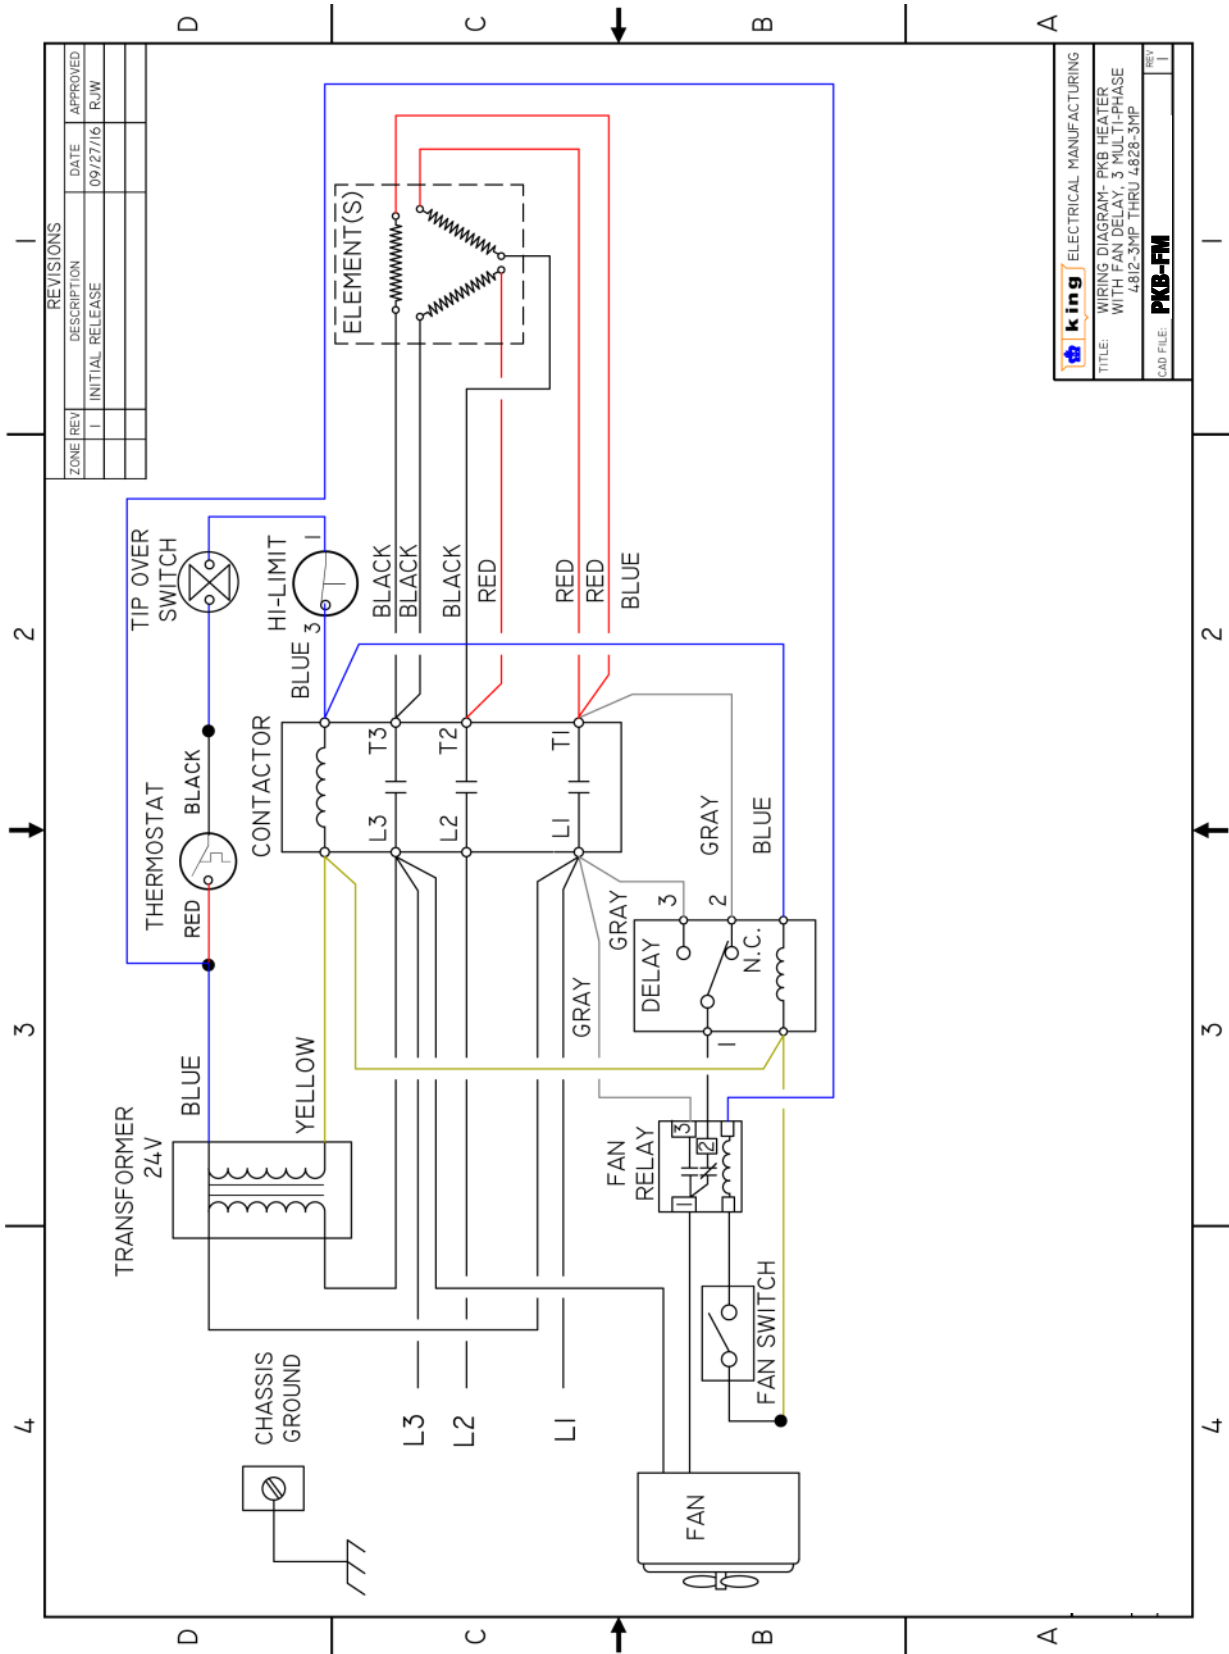 REVISIONS
ZONE REV DESCRIPTION DATE APPROVED
1 INITIAL RELEASE 09/27/16 RJW
4 3 2 1
D
C
B
A
D
C
B
A
TRANSFORMER
24V
BLUE
YELLOW
THERMOSTAT
RED
BLACK
TIP OVER
SWITCH
HI-LIMIT
3
1
BLUE
CONTACTOR
L3 T3
L2 T2
L1 T1
BLACK
BLACK
BLACK
RED
RED
RED
BLUE
ELEMENT(S)
CHASSIS
GROUND
L3
L2
L1
GRAY
GRAY
GRAY
BLUE
DELAY
3
2
N.C.
1
FAN
RELAY
3
2
1
FAN SWITCH
FAN
king ELECTRICAL MANUFACTURING
TITLE: WIRING DIAGRAM- PKB HEATER
WITH FAN DELAY, 3 MULTI-PHASE
4812-3MP THRU 4828-3MP
CAD FILE: PKB-FM
REV
1
4 3 2 1